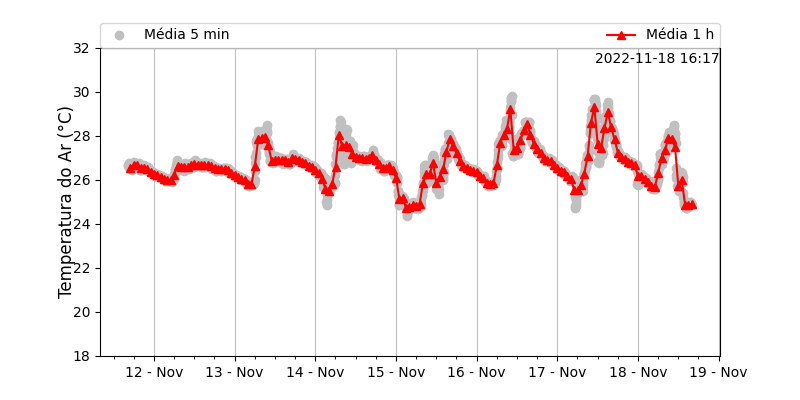 Média 5 min
Média 1 h
2022-11-18 16:17
Temperatura do Ar (°C)
32
30
28
26
24
22
20
18
12 - Nov
13 - Nov
14 - Nov
15 - Nov
16 - Nov
17 - Nov
18 - Nov
19 - Nov